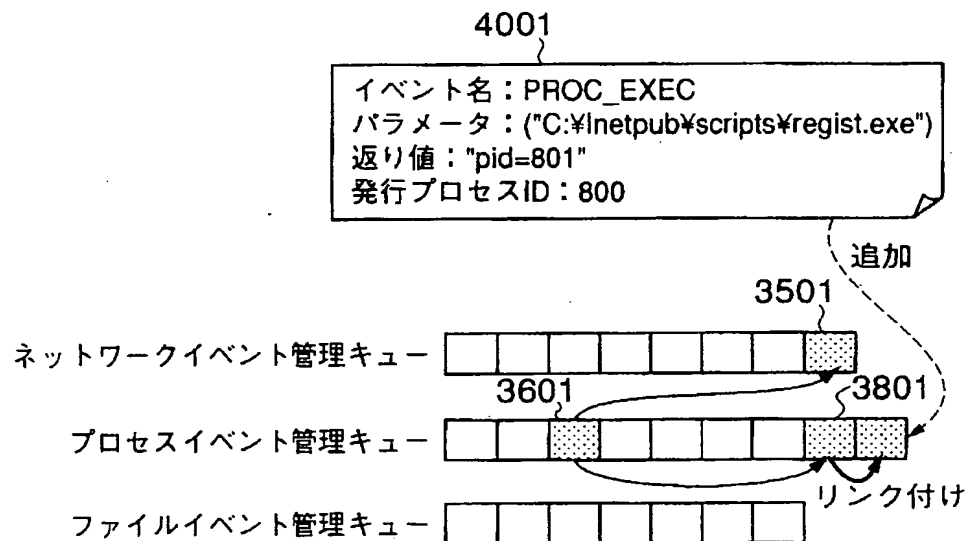 4001
イベント名：PROC_EXEC
パラメータ：("C:¥Inetpub¥scripts¥regist.exe")
返り値："pid=801"
発行プロセスID：800
追加
3501
ネットワークイベント管理キュー
3601
3801
プロセスイベント管理キュー
リンク付け
ファイルイベント管理キュー